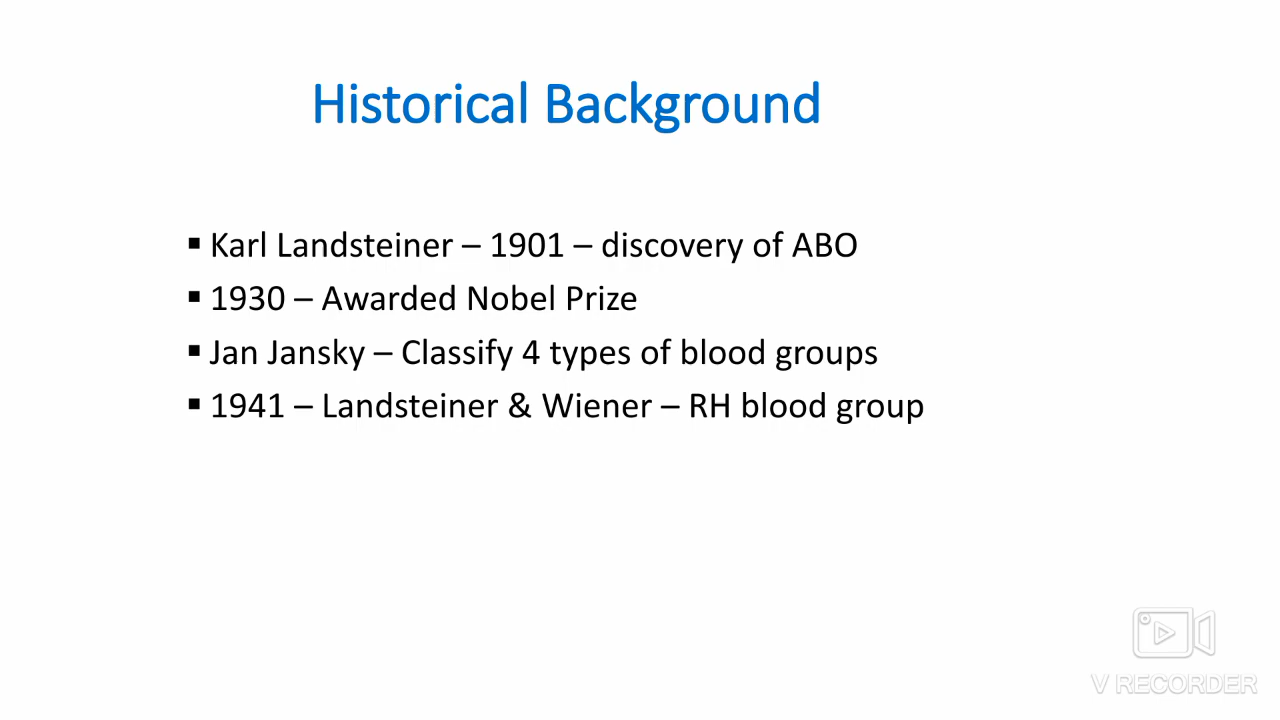 Historical Background
▪ Karl Landsteiner – 1901 – discovery of ABO
▪ 1930 – Awarded Nobel Prize
▪ Jan Jansky – Classify 4 types of blood groups
▪ 1941 – Landsteiner & Wiener – RH blood group
V RECORDER